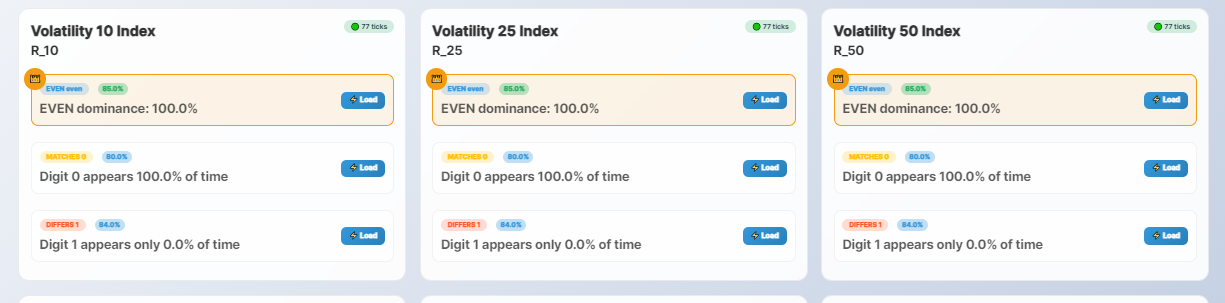 Volatility 10 Index
77 ticks
R_10
EVEN even 85.0%
EVEN dominance: 100.0%
Load
MATCHES 0 80.0%
Digit 0 appears 100.0% of time
Load
DIFFERS 1 84.0%
Digit 1 appears only 0.0% of time
Load
Volatility 25 Index
77 ticks
R_25
EVEN even 85.0%
EVEN dominance: 100.0%
Load
MATCHES 0 80.0%
Digit 0 appears 100.0% of time
Load
DIFFERS 1 84.0%
Digit 1 appears only 0.0% of time
Load
Volatility 50 Index
77 ticks
R_50
EVEN even 85.0%
EVEN dominance: 100.0%
Load
MATCHES 0 80.0%
Digit 0 appears 100.0% of time
Load
DIFFERS 1 84.0%
Digit 1 appears only 0.0% of time
Load